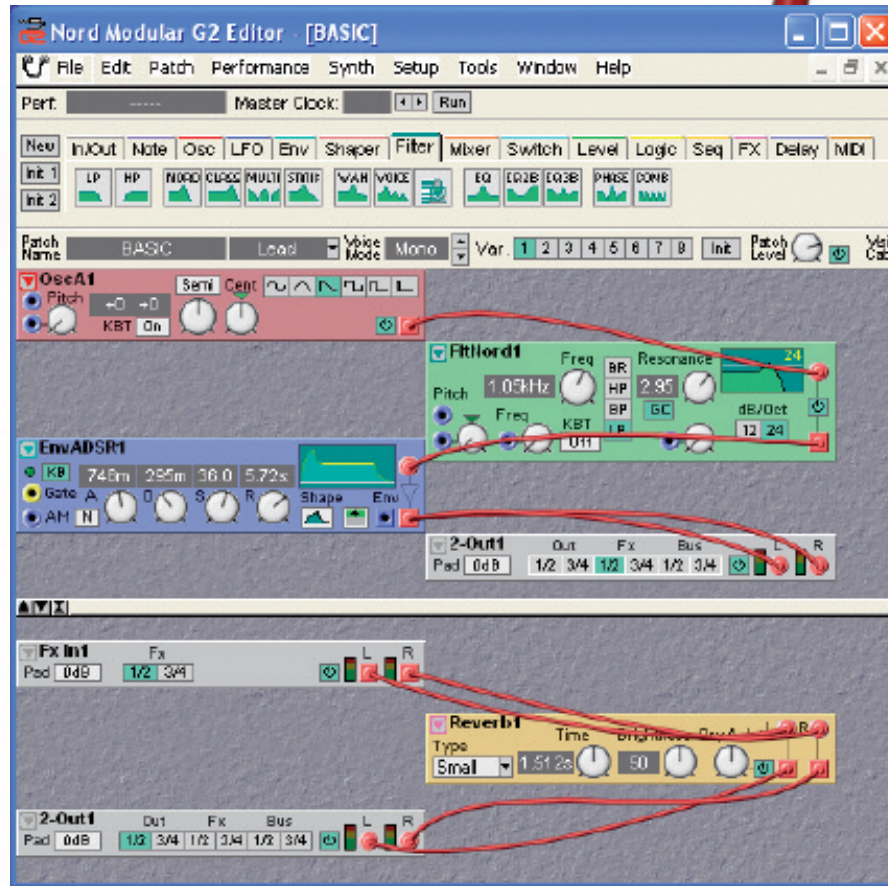 Nord Modular G2 Editor - [BASIC]
File Edit Patch Performance Synth Setup Tools Window Help
Perf: ----- Master Clock: Run
New In/Out Note Osc LFO Env Shaper Filter Mixer Switch Level Logic Seq FX Delay MIDI
Init 1
Init 2
LP HP NORD CLASS MULTI STATIC WAH VOICE EQ EQ2B EQ3B PHASE COMB
Patch Name BASIC Lead Voice Mode Mono Var. 1 2 3 4 5 6 7 8 Init Patch Level
OscA1
Semi Cent
Pitch +0 +0
KBT On
FltNord1
Freq BR Resonance 24
Pitch 1.05kHz HP 2.95
Freq BP GC dB/Oct
KBT Off LP 12 24
EnvADSR1
KB 746m 295m 36.0 5.72s
Gate A D S R Shape Env
AM N
2-Out1 Out Fx Bus L R
Pad 0dB 1/2 3/4 1/2 3/4 1/2 3/4
Fx In1 Fx L R
Pad 0dB 1/2 3/4
Reverb1 Time R
Type
Small 1.512s 50
2-Out1 Out Fx Bus L R
Pad 0dB 1/2 3/4 1/2 3/4 1/2 3/4